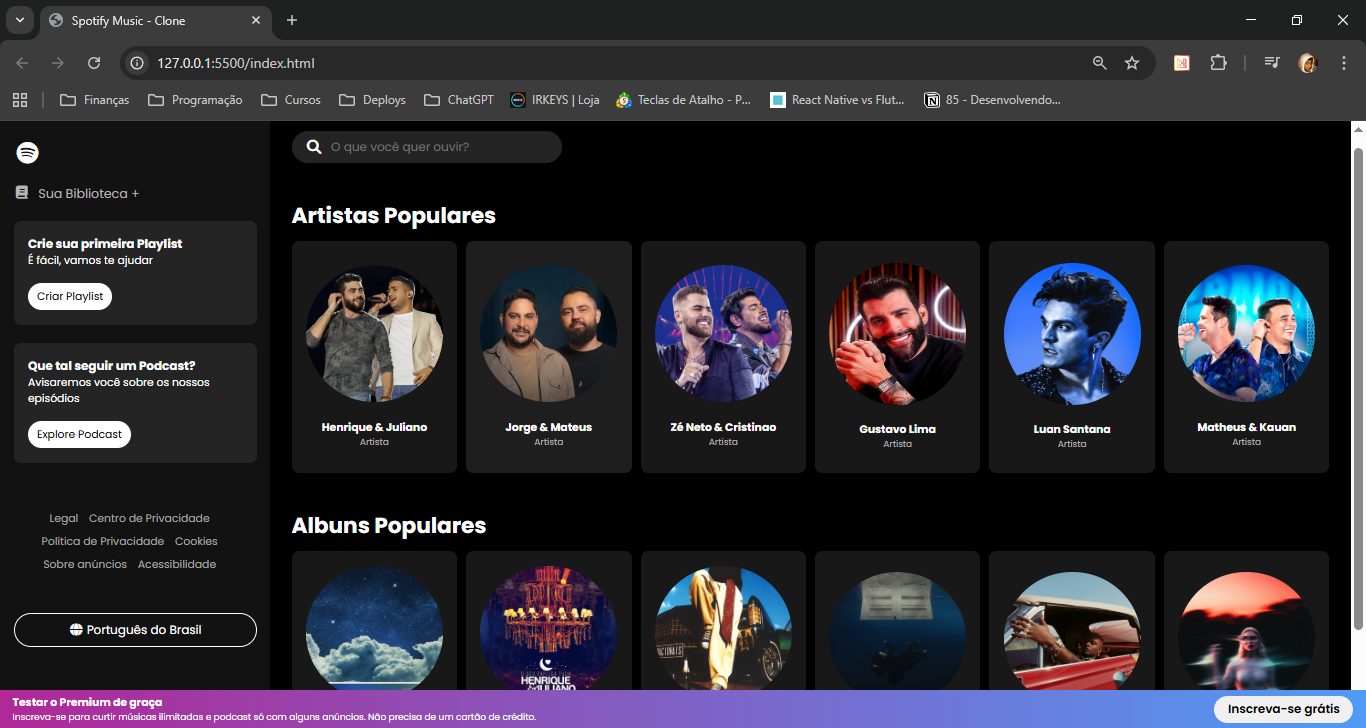 Spotify Music - Clone
127.0.0.1:5500/index.html
Finanças
Programação
Cursos
Deploys
ChatGPT
IRKEYS | Loja
Teclas de Atalho - P...
React Native vs Flut...
85 - Desenvolvendo...
Sua Biblioteca +
Crie sua primeira Playlist
É fácil, vamos te ajudar
Criar Playlist
Que tal seguir um Podcast?
Avisaremos você sobre os nossos
episódios
Explore Podcast
Legal Centro de Privacidade
Política de Privacidade Cookies
Sobre anúncios Acessibilidade
Português do Brasil
O que você quer ouvir?
Artistas Populares
Henrique & Juliano
Artista
Jorge & Mateus
Artista
Zé Neto & Cristinao
Artista
Gustavo Lima
Artista
Luan Santana
Artista
Matheus & Kauan
Artista
Albuns Populares
HENRIQUE
&JULIANO
Testar o Premium de graça
Inscreva-se para curtir músicas ilimitadas e podcast só com alguns anúncios. Não precisa de um cartão de crédito.
Inscreva-se grátis